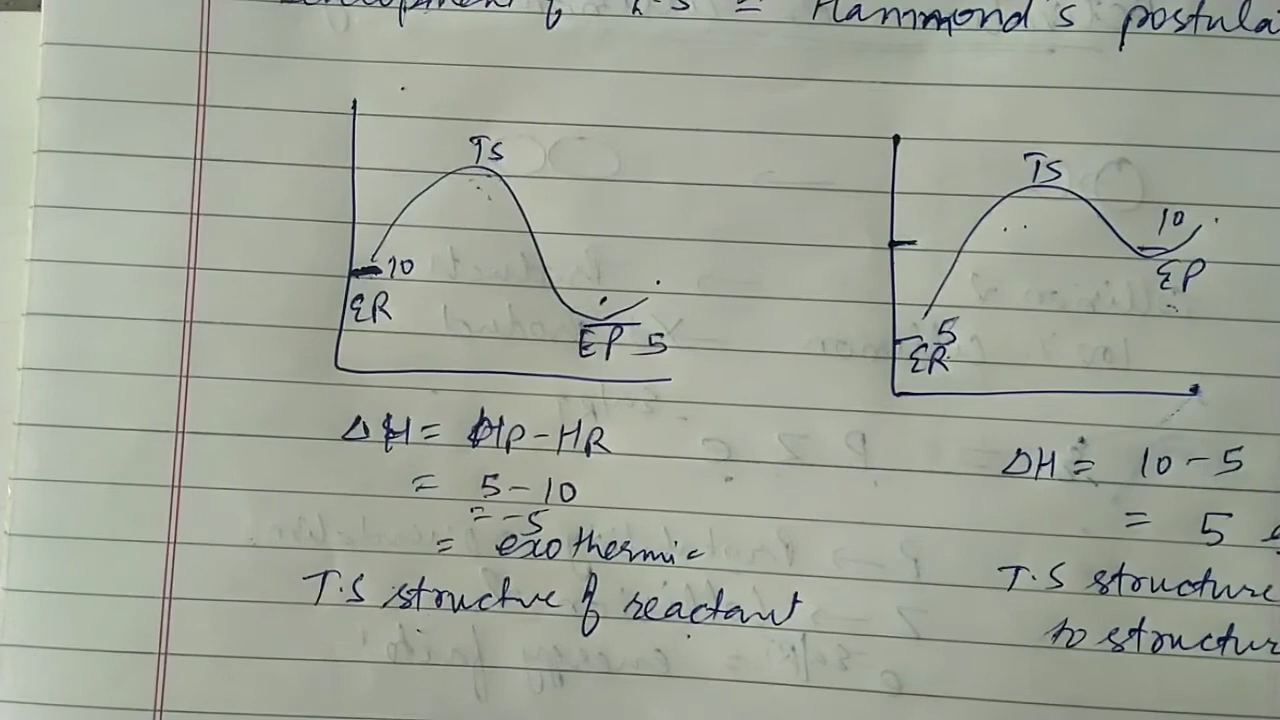 T.S = Hammond's postula
TS
10
ER
EP 5
ΔH = HP - HR
= 5 - 10
= -5
= exothermic
T.S structure of reactant
TS
10
EP
5
ER
ΔH = 10 - 5
= 5
T.S structure
to structur